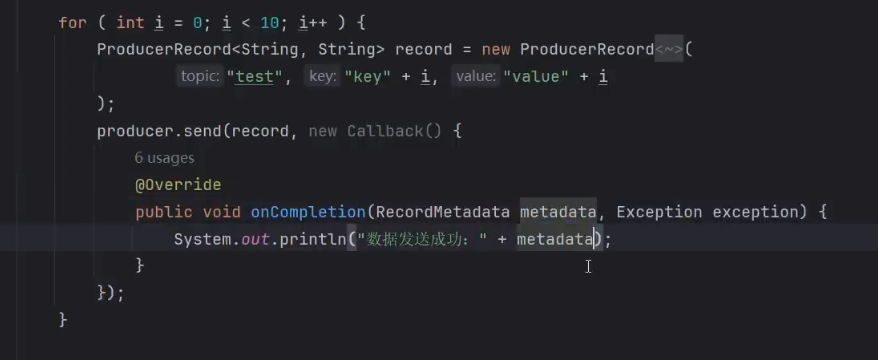 for ( int i = 0; i < 10; i++ ) {
ProducerRecord<String, String> record = new ProducerRecord<~>(
topic: "test", key: "key" + i, value: "value" + i
);
producer.send(record, new Callback() {
6 usages
@Override
public void onCompletion(RecordMetadata metadata, Exception exception) {
System.out.println("数据发送成功：" + metadata);
}
});
}